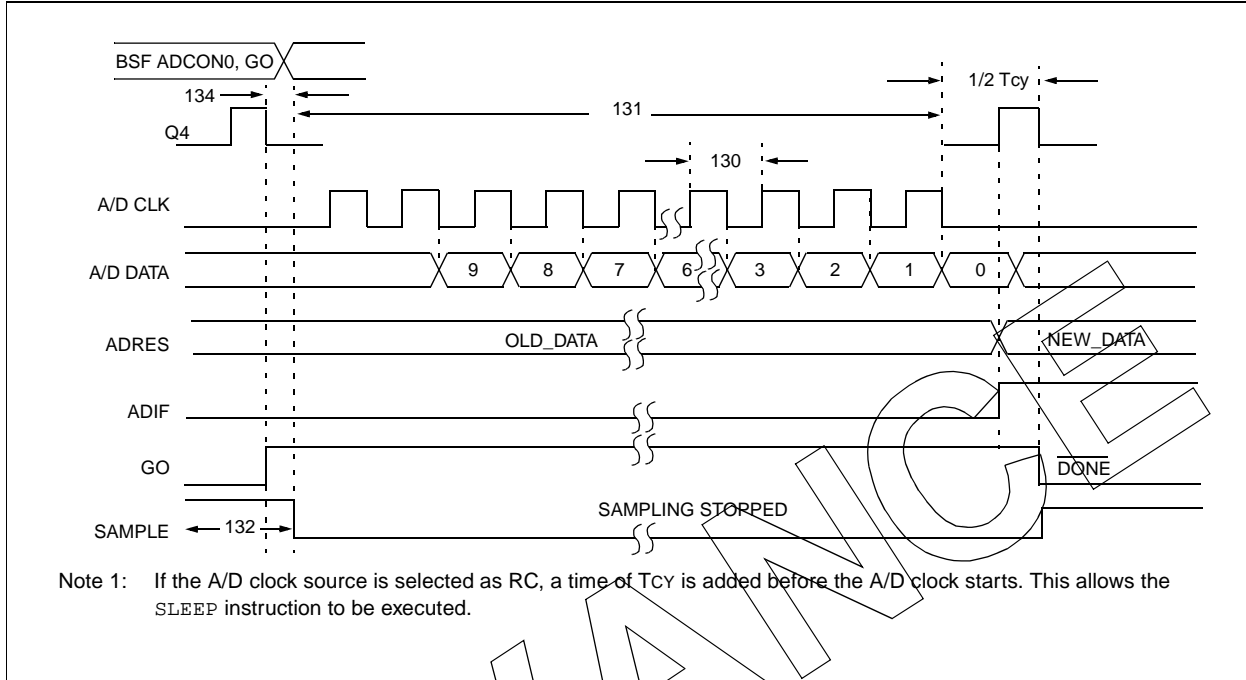 BSF ADCON0, GO
1/2 Tcy
134
131
Q4
130
A/D CLK
A/D DATA 9 8 7 6 3 2 1 0
ADRES OLD_DATA NEW_DATA
ADIF
GO DONE
SAMPLING STOPPED
SAMPLE 132
Note 1: If the A/D clock source is selected as RC, a time of TCY is added before the A/D clock starts. This allows the
SLEEP instruction to be executed.